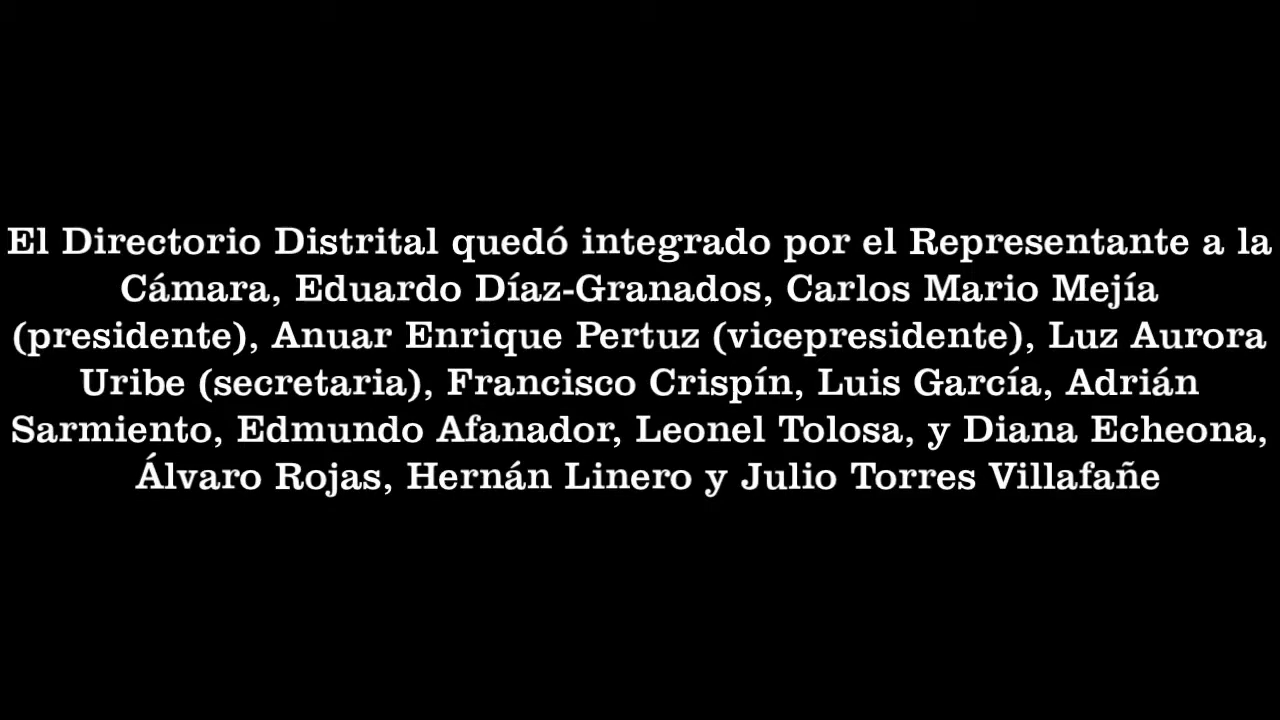 El Directorio Distrital quedó integrado por el Representante a la
Cámara, Eduardo Díaz-Granados, Carlos Mario Mejía
(presidente), Anuar Enrique Pertuz (vicepresidente), Luz Aurora
Uribe (secretaria), Francisco Crispín, Luis García, Adrián
Sarmiento, Edmundo Afanador, Leonel Tolosa, y Diana Echeona,
Álvaro Rojas, Hernán Linero y Julio Torres Villafañe